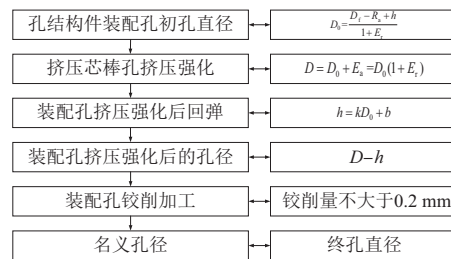 孔结构件装配孔初孔直径 D₀=(D_f−R_a+h)/(1+E_r)
挤压芯棒孔挤压强化 D=D₀+E_a=D₀(1+E_r)
装配孔挤压强化后回弹 h=kD₀+b
装配孔挤压强化后的孔径 D−h
装配孔铰削加工 铰削量不大于0.2 mm
名义孔径 终孔直径